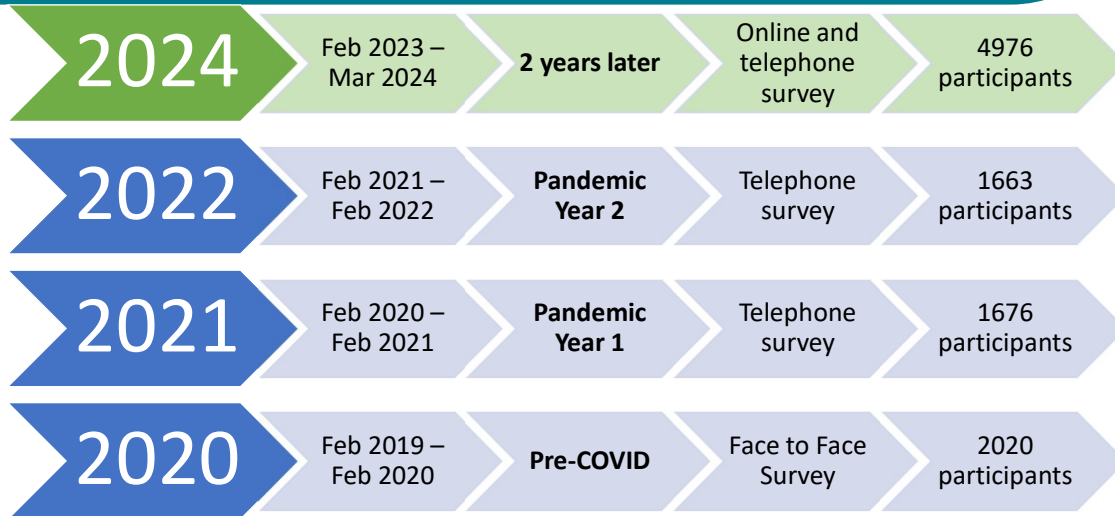 2024
Feb 2023 –
Mar 2024
2 years later
Online and
telephone
survey
4976
participants
2022
Feb 2021 –
Feb 2022
Pandemic
Year 2
Telephone
survey
1663
participants
2021
Feb 2020 –
Feb 2021
Pandemic
Year 1
Telephone
survey
1676
participants
2020
Feb 2019 –
Feb 2020
Pre-COVID
Face to Face
Survey
2020
participants